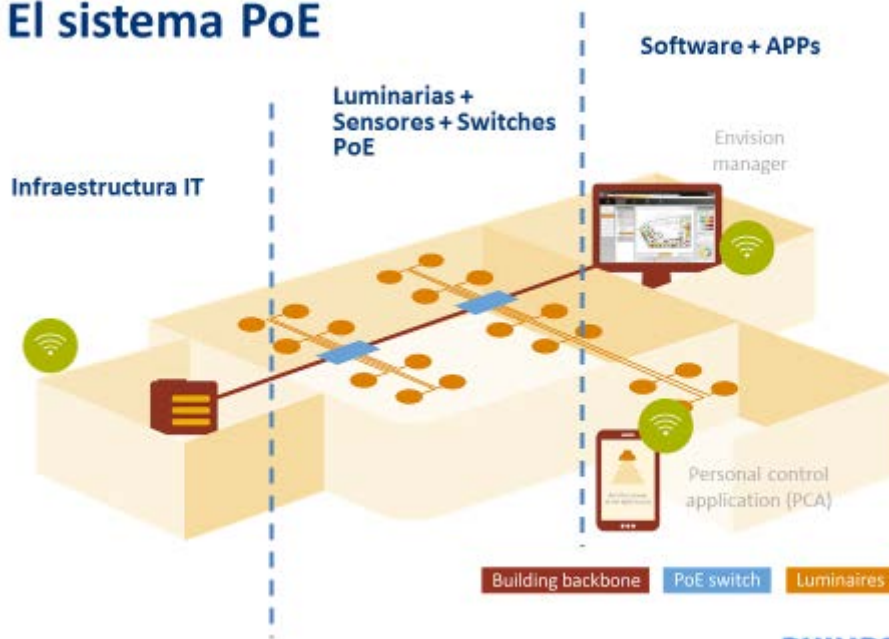 El sistema PoE
Software + APPs
Luminarias +
Sensores + Switches
PoE
Infraestructura IT
Envision
manager
Personal control
application (PCA)
Building backbone
PoE switch
Luminaires